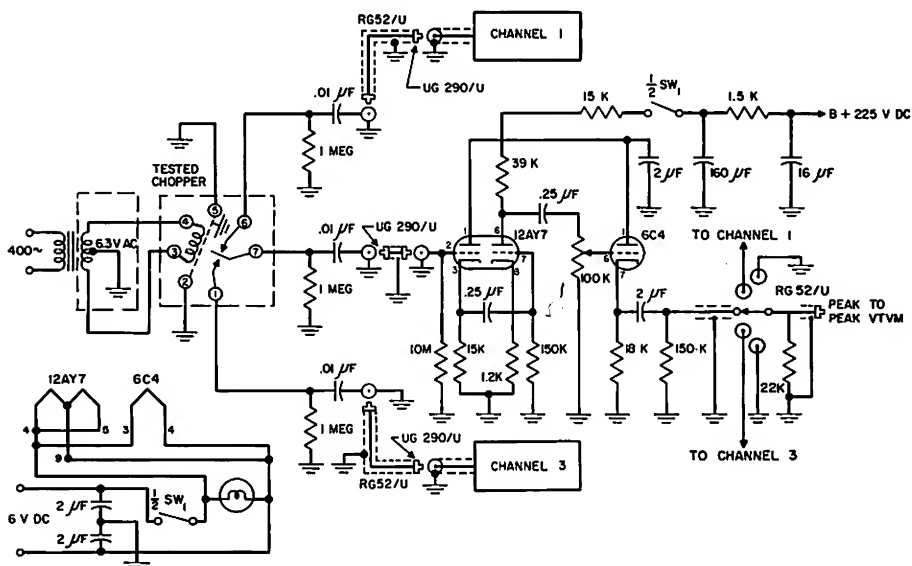 RG52/U
CHANNEL 1
.01 µF
UG 290/U
1 MEG
15 K
½ SW1
1.5 K
B + 225 V DC
2 µF
160 µF
16 µF
39 K
.25 µF
TESTED
CHOPPER
5
6
4
3
7
2
1
400~
6.3V AC
.01 µF
UG 290/U
1 MEG
1
6
12AY7
2
7
3
8
.25 µF
10M
15K
1.2K
150K
100K
1
6C4
6
7
2 µF
18 K
150K
TO CHANNEL 1
RG 52/U
PEAK TO
PEAK VTVM
22K
TO CHANNEL 3
.01 µF
1 MEG
UG 290/U
RG52/U
CHANNEL 3
12AY7
6C4
4
5
3
4
9
6 V DC
2 µF
2 µF
½ SW1